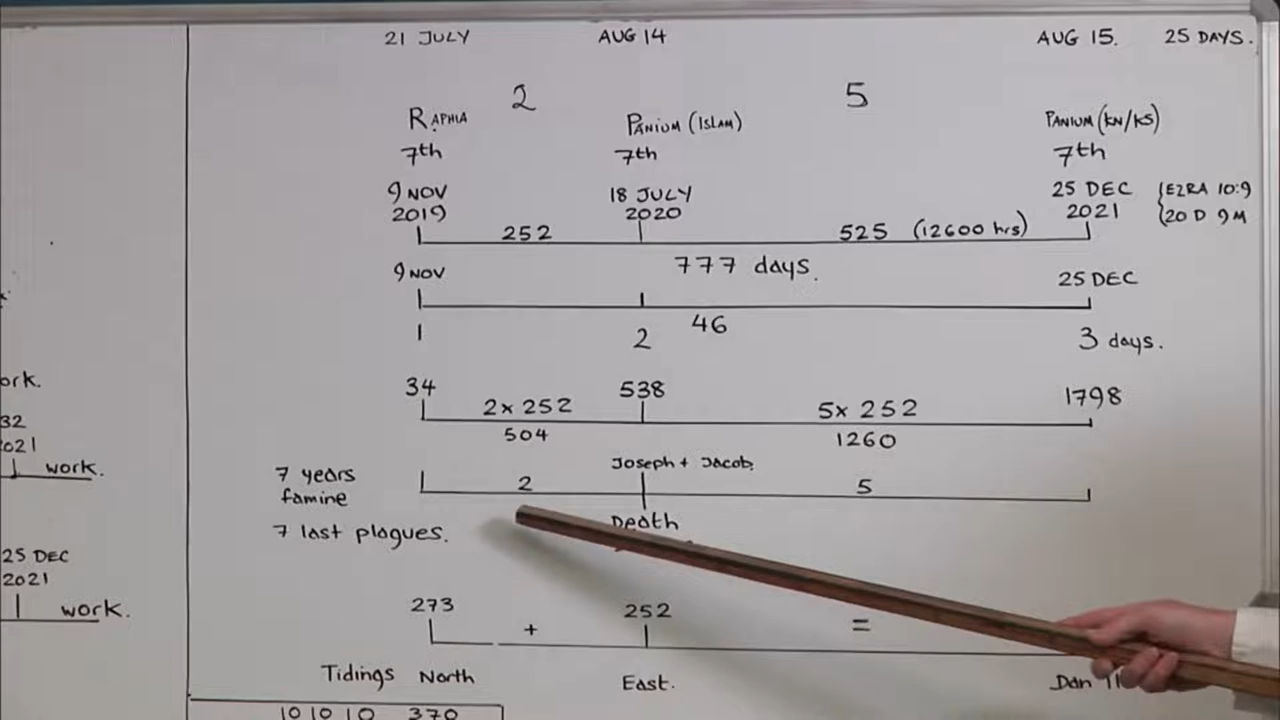 21 JULY AUG 14 AUG 15. 25 DAYS.
2 5
RAPHIA PANIUM (ISLAM) PANIUM (KN/KS)
7th 7th 7th
9 NOV 18 JULY 25 DEC {EZRA 10:9
2019 2020 2021 {20 D 9 M
252 525 (12600 hrs)
777 days.
9 NOV 25 DEC
46
1 2 3 days.
34 538 1798
2x 252 5x 252
504 1260
Joseph + Jacob.
7 years 2 5
famine
Death
7 last plagues.
273 + 252 =
Tidings North East. Dan 11
10 10 10 370
ork.
32
021
work.
25 DEC
2021
work.